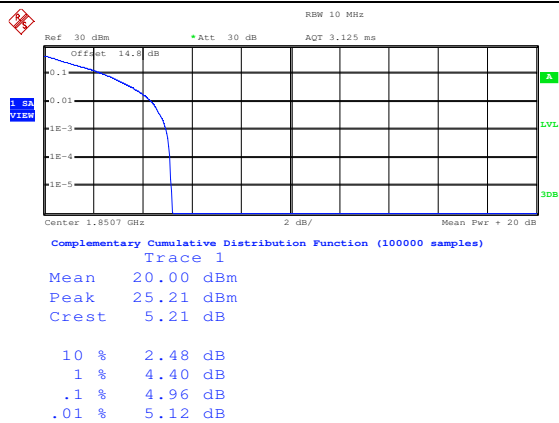 RBW 10 MHz
Ref 30 dBm *Att 30 dB AQT 3.125 ms
Offset 14.8 dB
0.1
A
0.01
1 SA
VIEW
1E-3
LVL
1E-4
1E-5
3DB
Center 1.8507 GHz 2 dB/ Mean Pwr + 20 dB
Complementary Cumulative Distribution Function (100000 samples)
Trace 1
Mean 20.00 dBm
Peak 25.21 dBm
Crest 5.21 dB
10 % 2.48 dB
1 % 4.40 dB
.1 % 4.96 dB
.01 % 5.12 dB